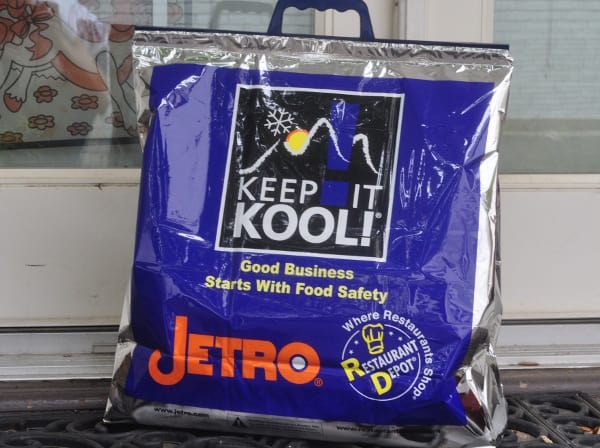 KEEP IT
KOOL!®
Good Business
Starts With Food Safety
JETRO®
Where Restaurants Shop
RESTAURANT
DEPOT®
www.jetro.com